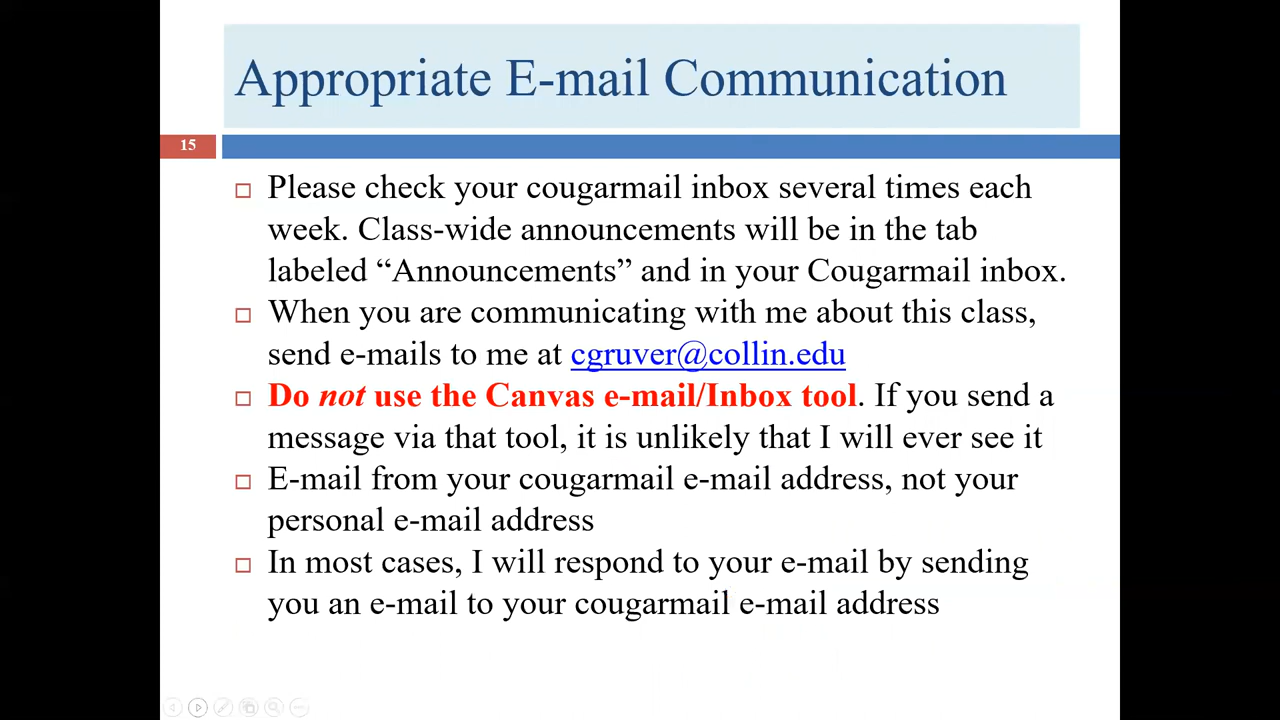 Appropriate E-mail Communication
15
Please check your cougarmail inbox several times each
week. Class-wide announcements will be in the tab
labeled “Announcements” and in your Cougarmail inbox.
When you are communicating with me about this class,
send e-mails to me at cgruver@collin.edu
Do not use the Canvas e-mail/Inbox tool. If you send a
message via that tool, it is unlikely that I will ever see it
E-mail from your cougarmail e-mail address, not your
personal e-mail address
In most cases, I will respond to your e-mail by sending
you an e-mail to your cougarmail e-mail address